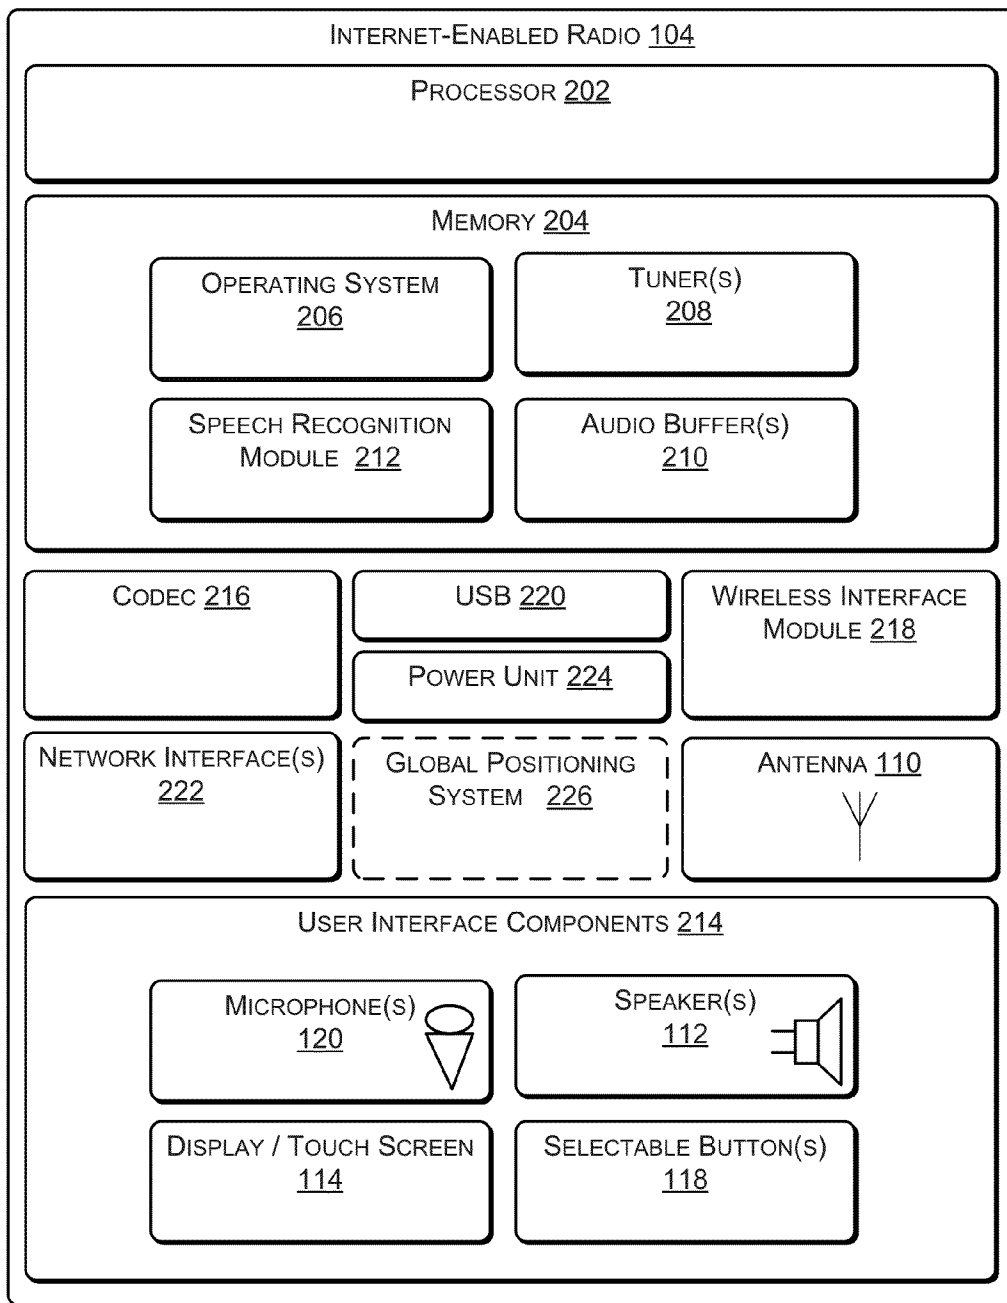 INTERNET-ENABLED RADIO 104
PROCESSOR 202
MEMORY 204
OPERATING SYSTEM
206
TUNER(S)
208
SPEECH RECOGNITION
MODULE 212
AUDIO BUFFER(S)
210
CODEC 216
USB 220
WIRELESS INTERFACE
MODULE 218
POWER UNIT 224
NETWORK INTERFACE(S)
222
GLOBAL POSITIONING
SYSTEM 226
ANTENNA 110
USER INTERFACE COMPONENTS 214
MICROPHONE(S)
120
SPEAKER(S)
112
DISPLAY / TOUCH SCREEN
114
SELECTABLE BUTTON(S)
118